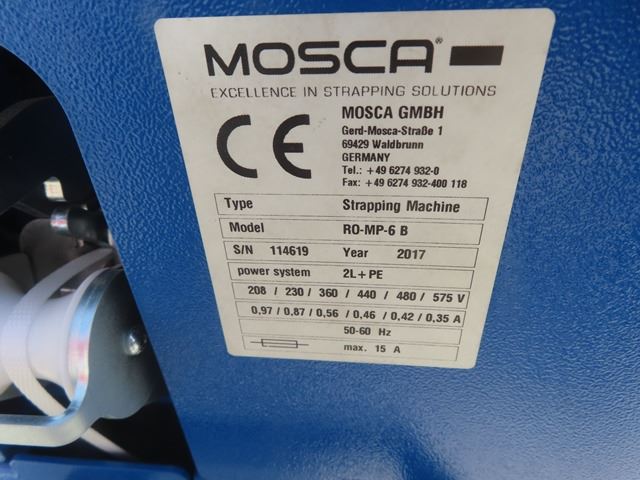 MOSCA®
EXCELLENCE IN STRAPPING SOLUTIONS
CE
MOSCA GMBH
Gerd-Mosca-Straße 1
69429 Waldbrunn
GERMANY
Tel.: +49 6274 932-0
Fax: +49 6274 932-400 118
Type Strapping Machine
Model RO-MP-6 B
S/N 114619 Year 2017
power system 2L+PE
208 / 230 / 360 / 440 / 480 / 575 V
0,97 / 0,87 / 0,56 / 0,46 / 0,42 / 0,35 A
50-60 Hz
max. 15 A